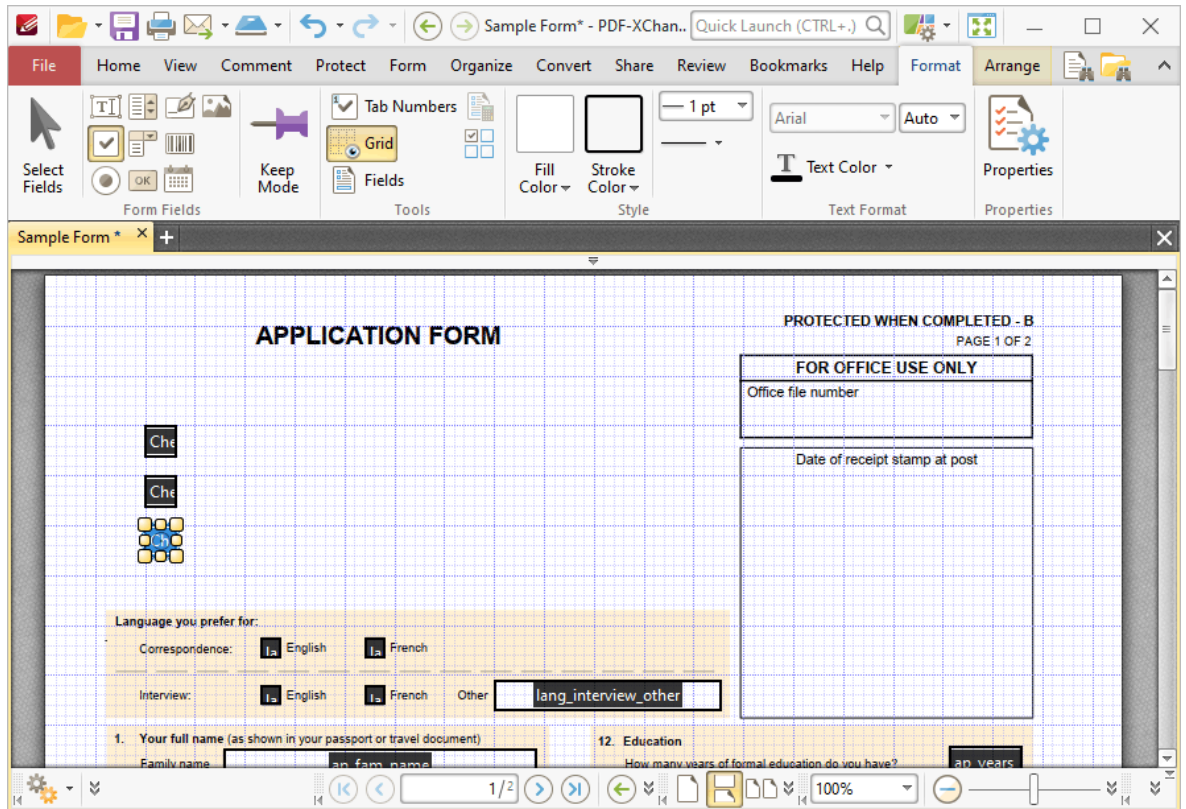 Sample Form* - PDF-XChan.. Quick Launch (CTRL+.)
File Home View Comment Protect Form Organize Convert Share Review Bookmarks Help Format Arrange
Select Fields
OK
Form Fields
Keep Mode
Tab Numbers
Grid
Fields
Tools
Fill Color
Stroke Color
1 pt
Style
Arial Auto
T Text Color
Text Format
Properties
Properties
Sample Form *
APPLICATION FORM
PROTECTED WHEN COMPLETED - B
PAGE 1 OF 2
FOR OFFICE USE ONLY
Office file number
Date of receipt stamp at post
Che
Che
Ch
Language you prefer for:
Correspondence: la English la French
Interview: la English la French Other lang_interview_other
1. Your full name (as shown in your passport or travel document)
Family name ap_fam_name
12. Education
How many years of formal education do you have? ap_years
1/2 100%